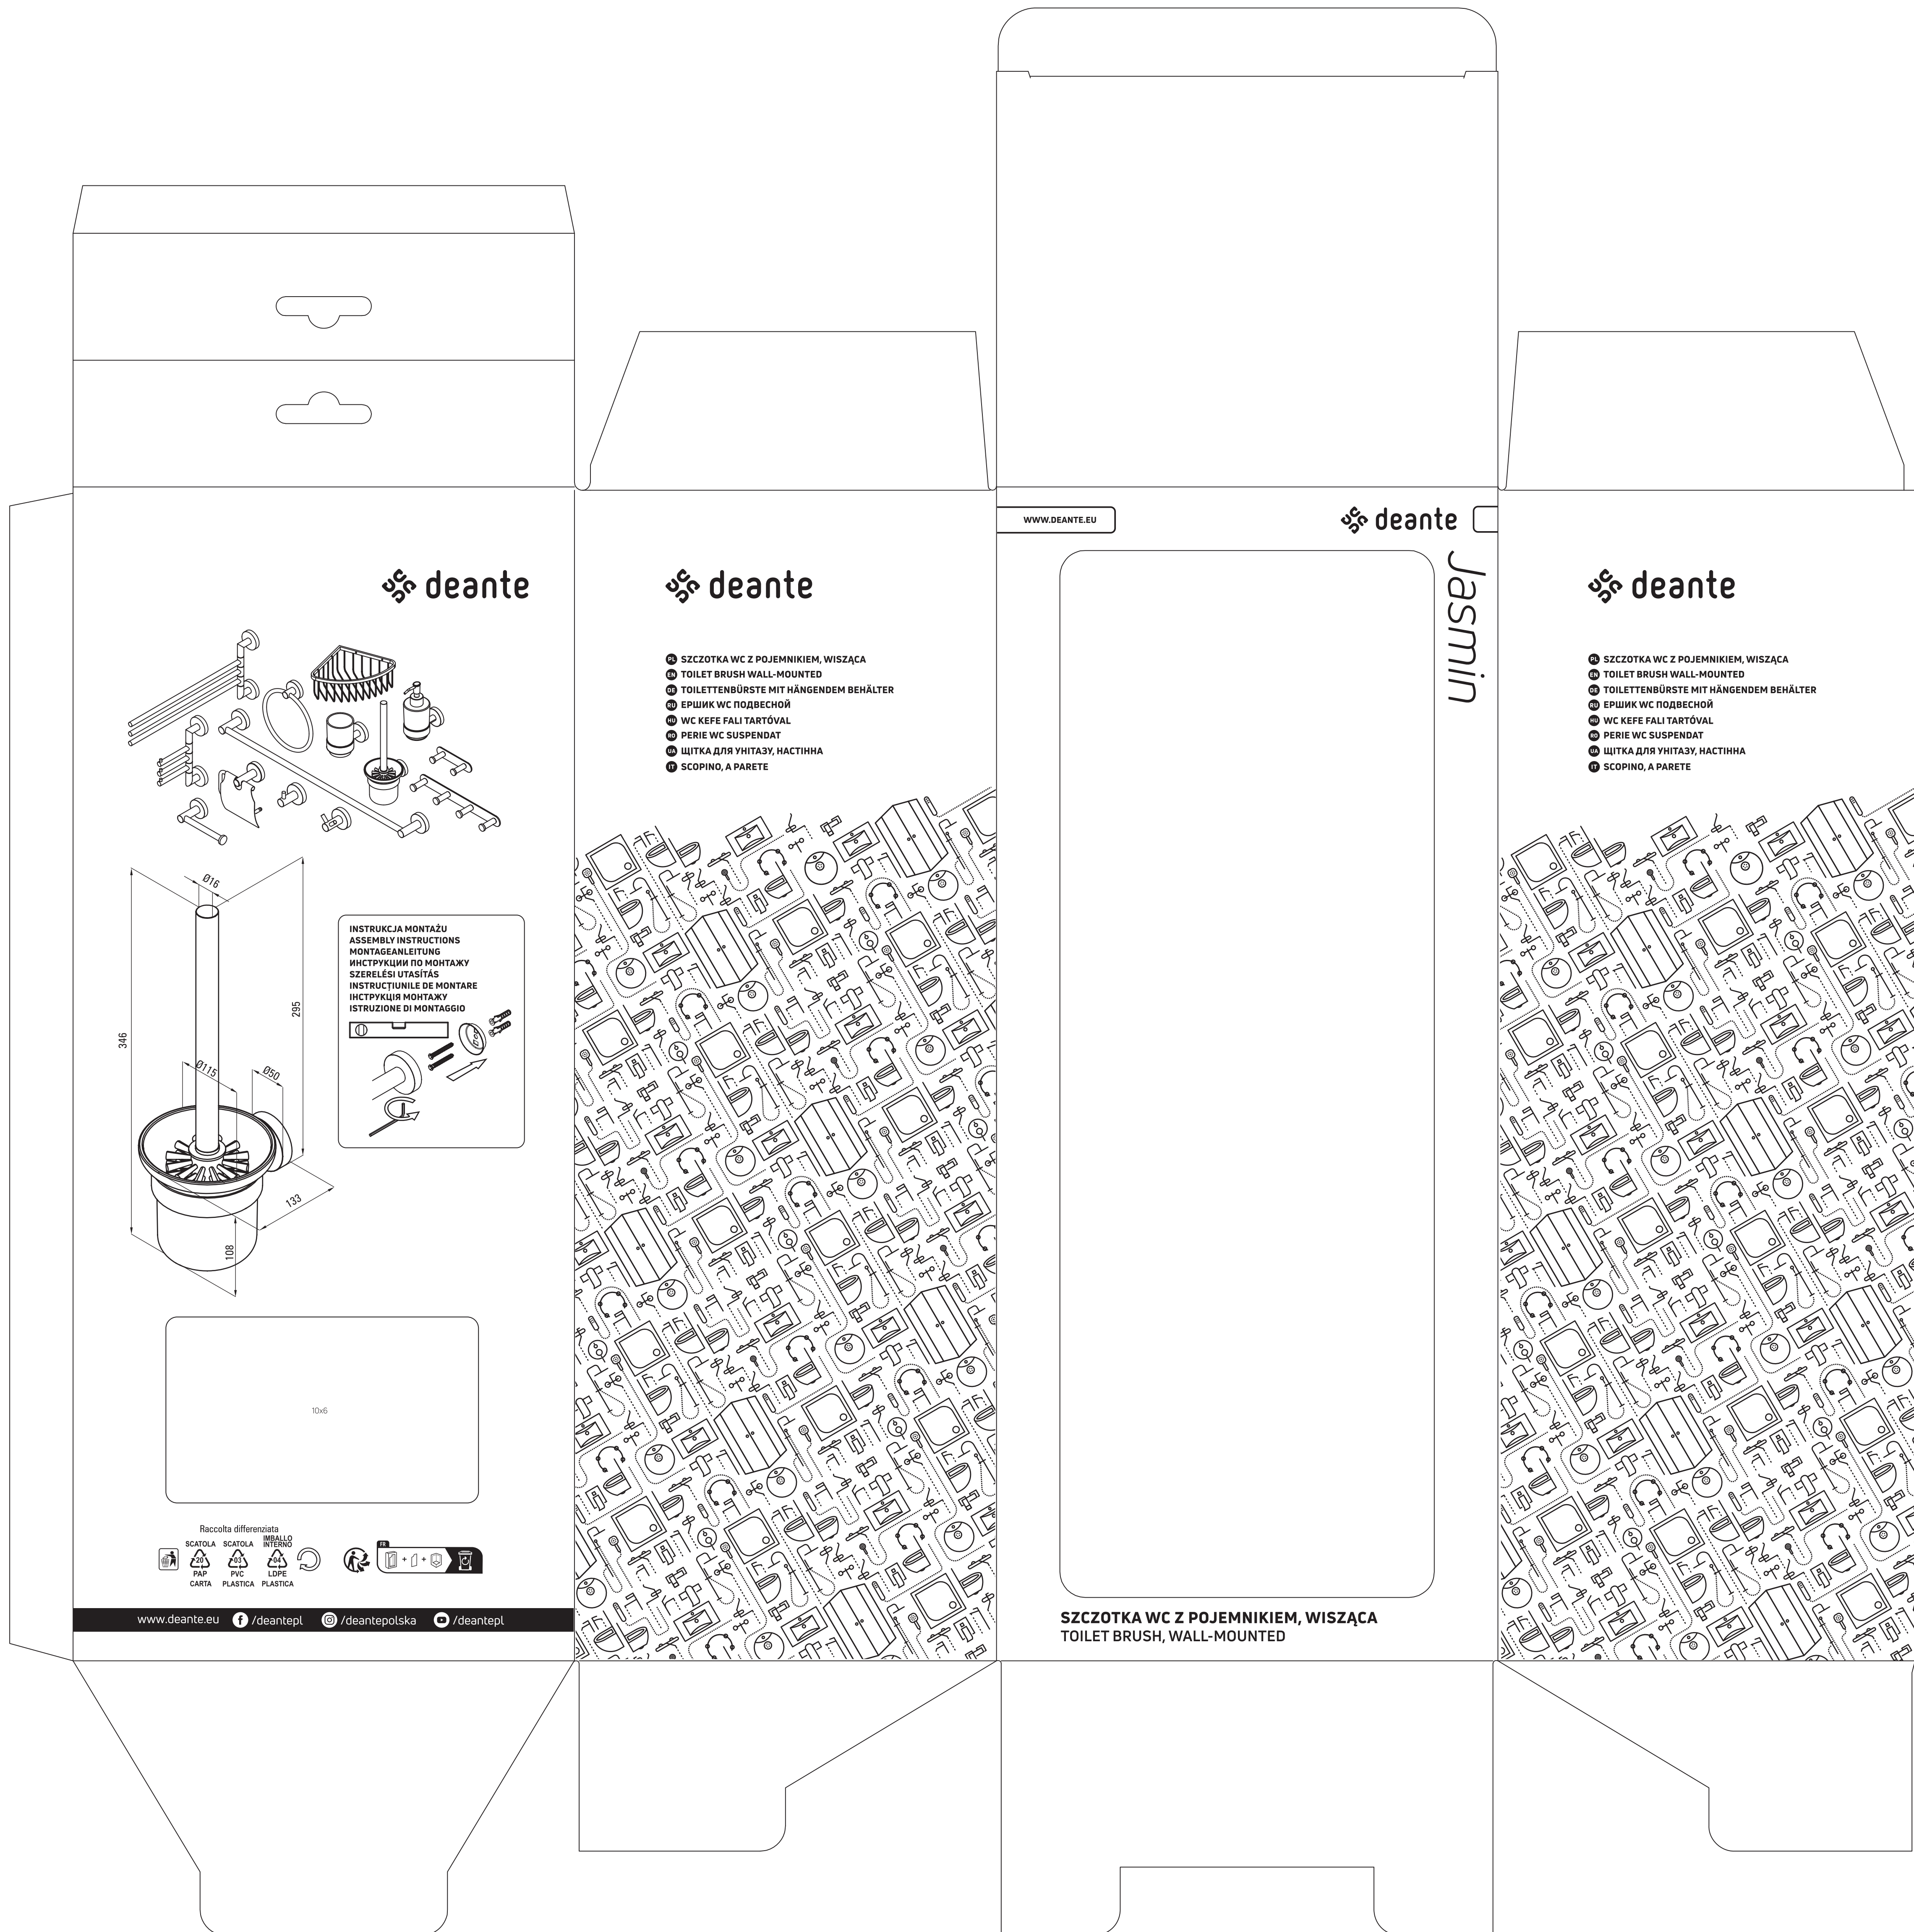 deante
Ø16
346
295
Ø115
Ø50
133
108
INSTRUKCJA MONTAŻU
ASSEMBLY INSTRUCTIONS
MONTAGEANLEITUNG
ИНСТРУКЦИИ ПО МОНТАЖУ
SZERELÉSI UTASÍTÁS
INSTRUCȚIUNILE DE MONTARE
ІНСТРУКЦІЯ МОНТАЖУ
ISTRUZIONE DI MONTAGGIO
10x6
Raccolta differenziata
SCATOLA
20
PAP
CARTA
SCATOLA
03
PVC
PLASTICA
IMBALLO
INTERNO
04
LDPE
PLASTICA
FR
www.deante.eu /deantepl /deantepolska /deantepl
deante
PL SZCZOTKA WC Z POJEMNIKIEM, WISZĄCA
EN TOILET BRUSH WALL-MOUNTED
DE TOILETTENBÜRSTE MIT HÄNGENDEM BEHÄLTER
RU ЕРШИК WC ПОДВЕСНОЙ
HU WC KEFE FALI TARTÓVAL
RO PERIE WC SUSPENDAT
UA ЩІТКА ДЛЯ УНІТАЗУ, НАСТІННА
IT SCOPINO, A PARETE
WWW.DEANTE.EU
deante
Jasmin
SZCZOTKA WC Z POJEMNIKIEM, WISZĄCA
TOILET BRUSH, WALL-MOUNTED
deante
PL SZCZOTKA WC Z POJEMNIKIEM, WISZĄCA
EN TOILET BRUSH WALL-MOUNTED
DE TOILETTENBÜRSTE MIT HÄNGENDEM BEHÄLTER
RU ЕРШИК WC ПОДВЕСНОЙ
HU WC KEFE FALI TARTÓVAL
RO PERIE WC SUSPENDAT
UA ЩІТКА ДЛЯ УНІТАЗУ, НАСТІННА
IT SCOPINO, A PARETE